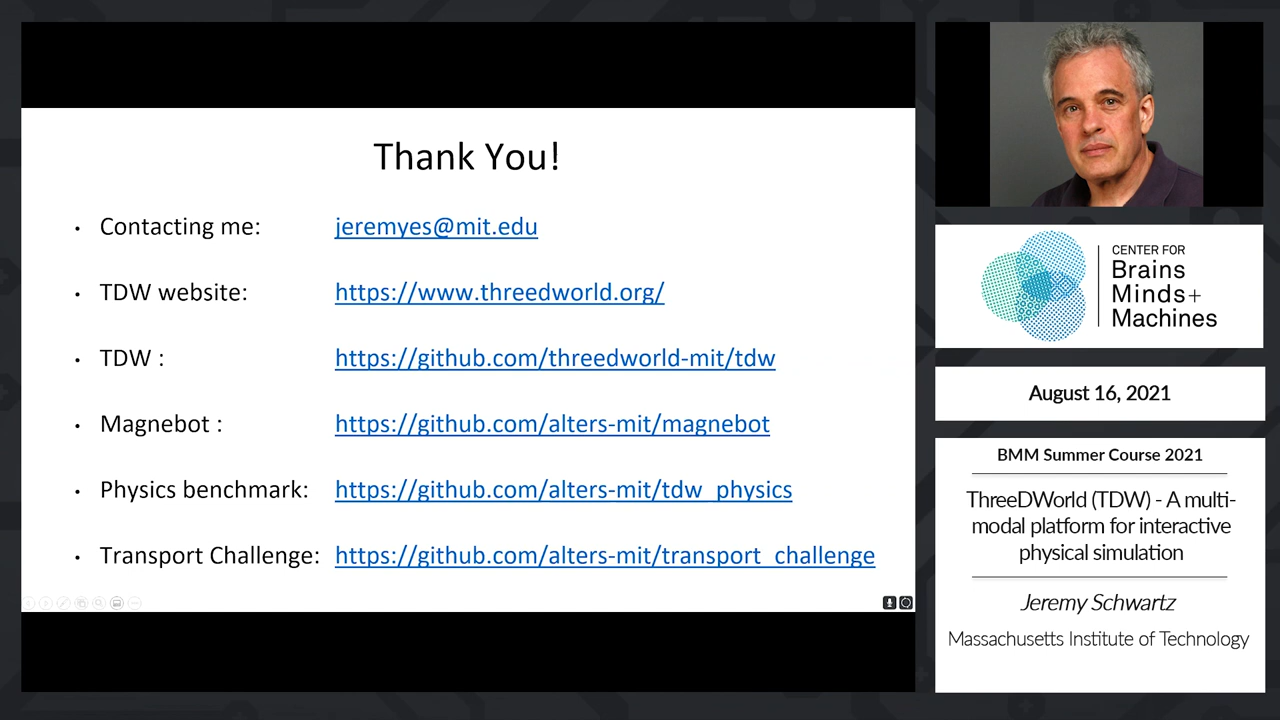 Thank You!
• Contacting me: jeremyes@mit.edu
• TDW website: https://www.threedworld.org/
• TDW : https://github.com/threedworld-mit/tdw
• Magnebot : https://github.com/alters-mit/magnebot
• Physics benchmark: https://github.com/alters-mit/tdw_physics
• Transport Challenge: https://github.com/alters-mit/transport_challenge
CENTER FOR
Brains
Minds+
Machines
August 16, 2021
BMM Summer Course 2021
ThreeDWorld (TDW) - A multi-
modal platform for interactive
physical simulation
Jeremy Schwartz
Massachusetts Institute of Technology